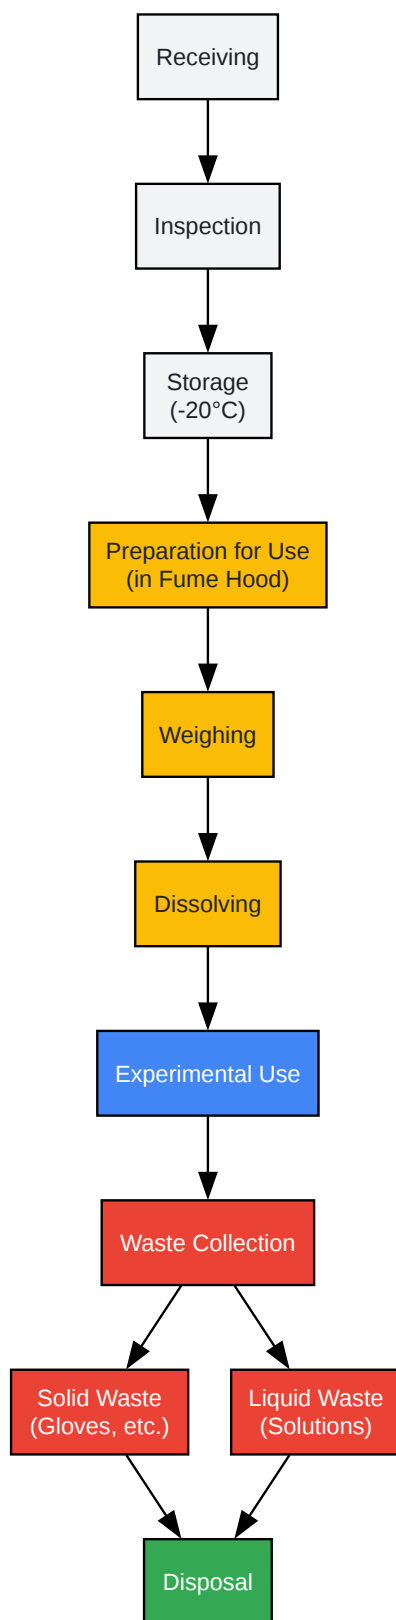 Receiving
Inspection
Storage
(-20°C)
Preparation for Use
(in Fume Hood)
Weighing
Dissolving
Experimental Use
Waste Collection
Solid Waste
(Gloves, etc.)
Liquid Waste
(Solutions)
Disposal